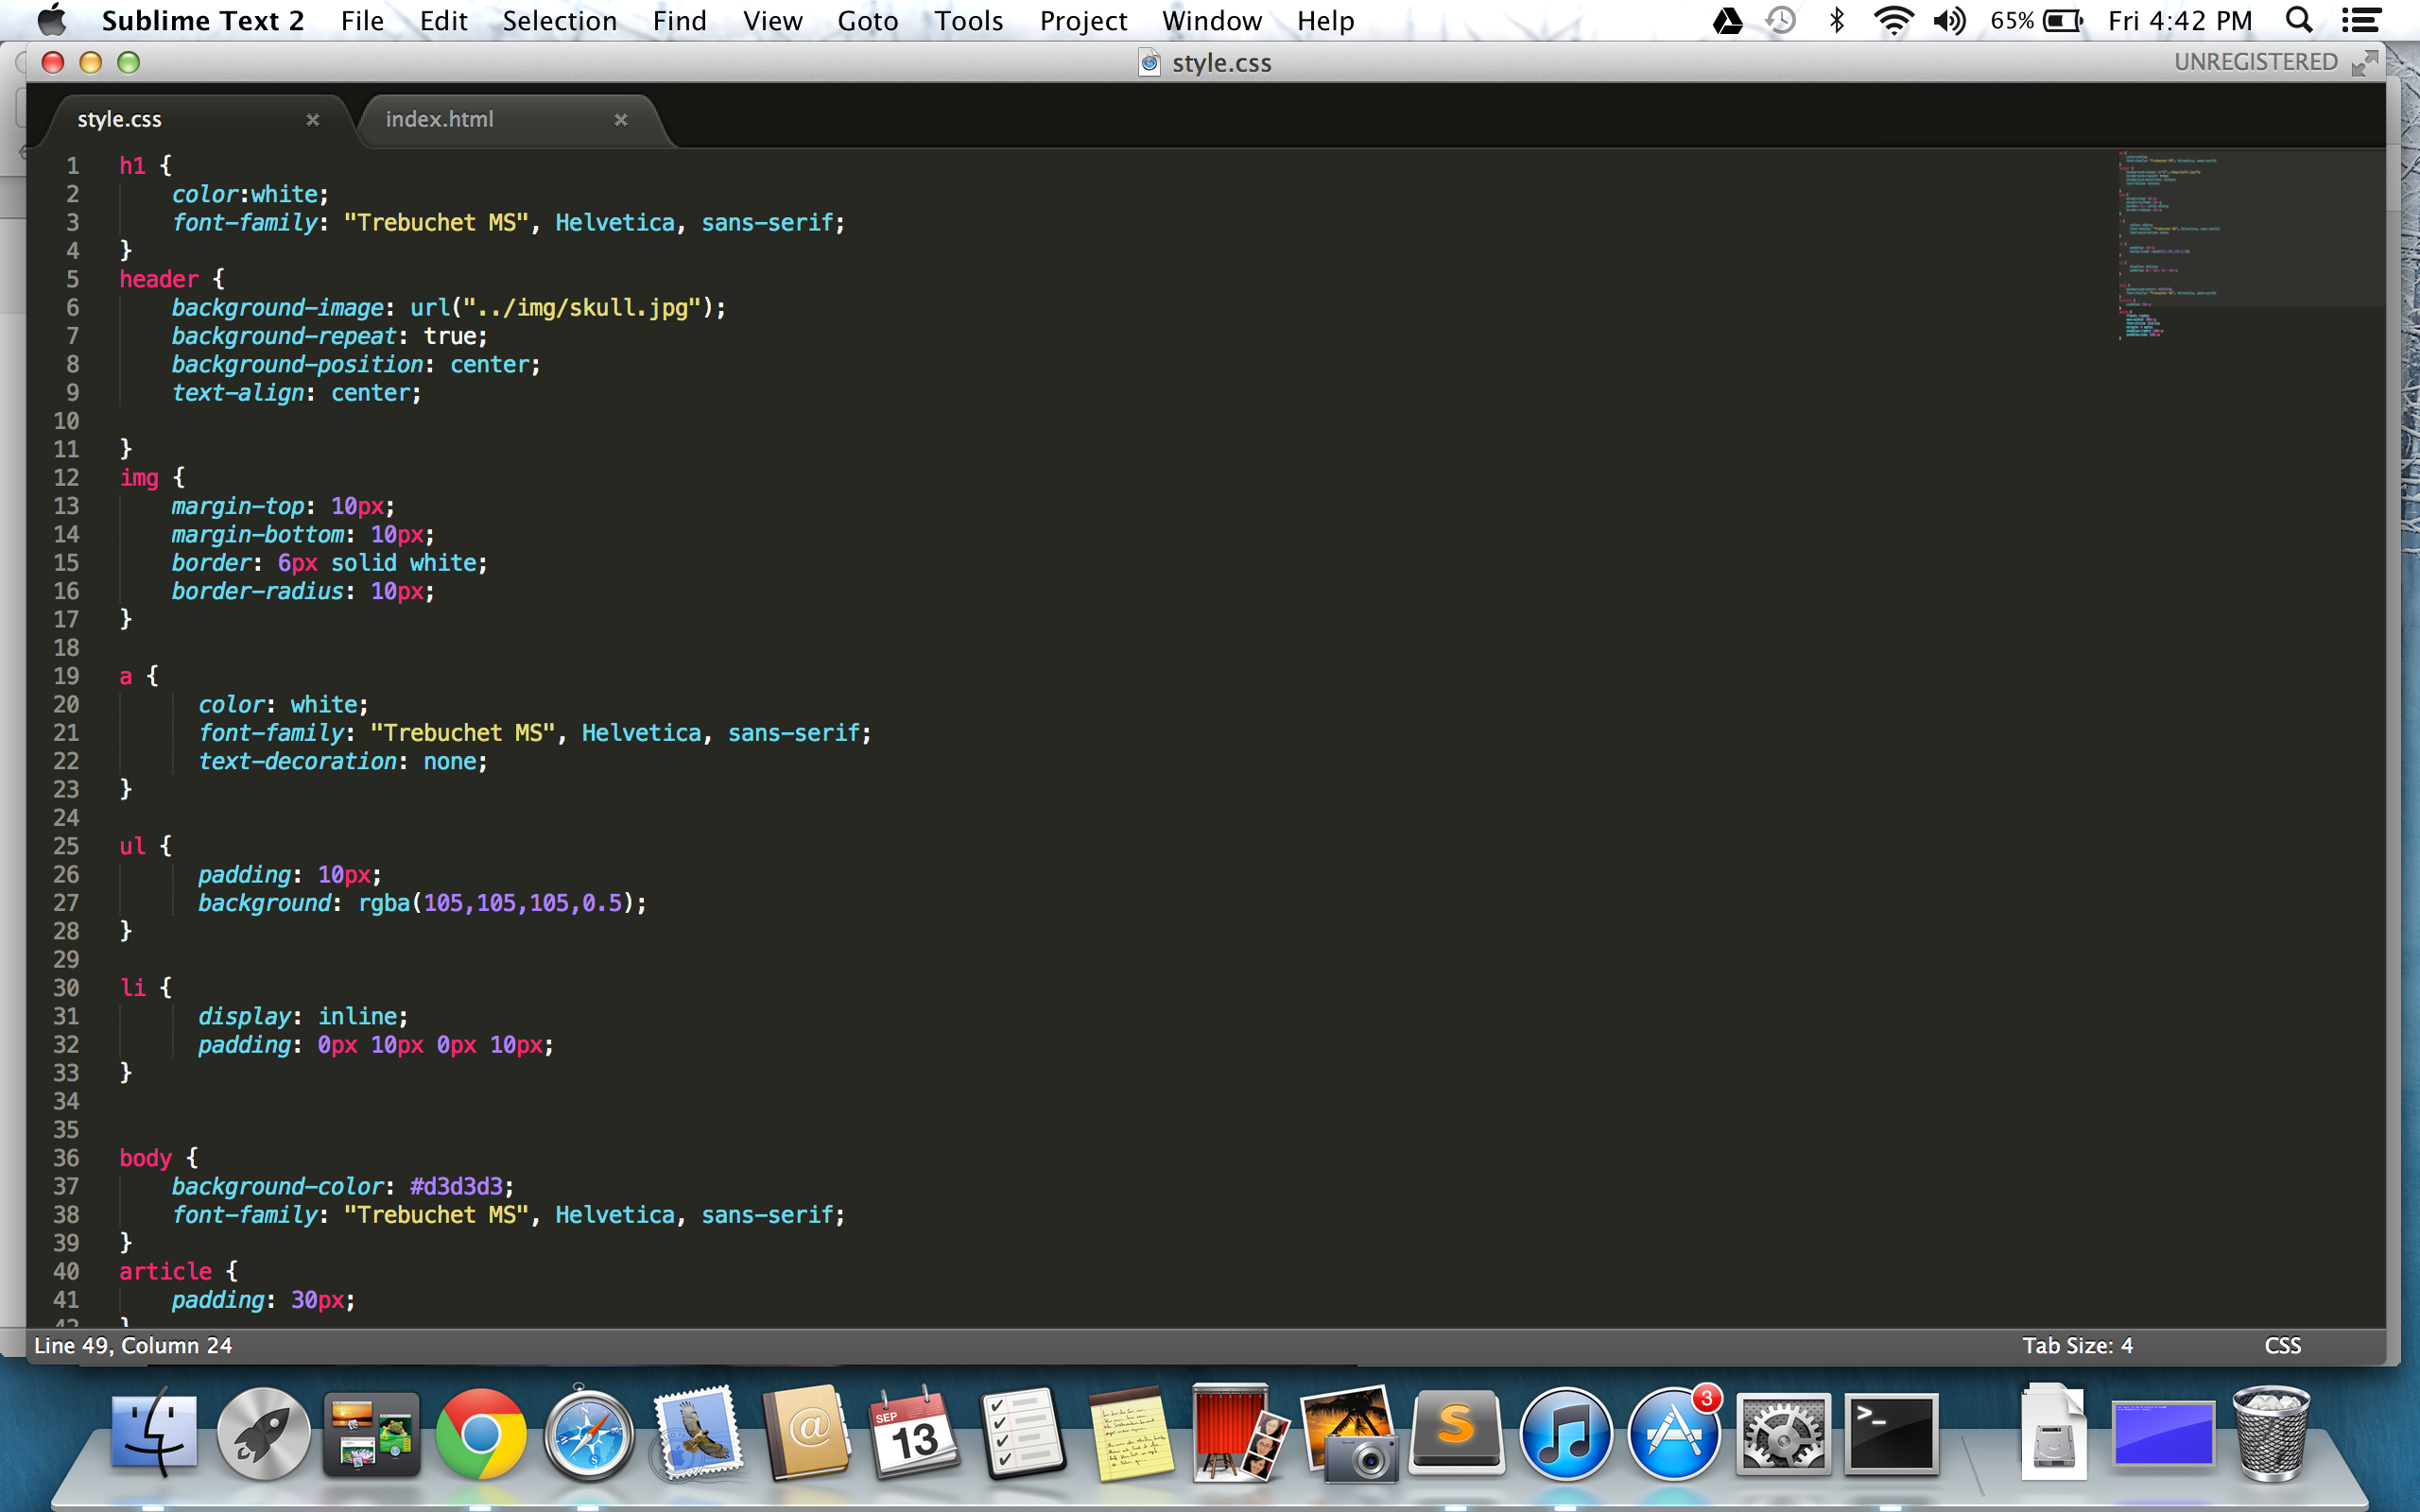 Sublime Text 2 File Edit Selection Find View Goto Tools Project Window Help 65% Fri 4:42 PM
style.css UNREGISTERED
style.css index.html
1 h1 {
2     color:white;
3     font-family: "Trebuchet MS", Helvetica, sans-serif;
4 }
5 header {
6     background-image: url("../img/skull.jpg");
7     background-repeat: true;
8     background-position: center;
9     text-align: center;
10
11 }
12 img {
13     margin-top: 10px;
14     margin-bottom: 10px;
15     border: 6px solid white;
16     border-radius: 10px;
17 }
18
19 a {
20       color: white;
21       font-family: "Trebuchet MS", Helvetica, sans-serif;
22       text-decoration: none;
23 }
24
25 ul {
26       padding: 10px;
27       background: rgba(105,105,105,0.5);
28 }
29
30 li {
31       display: inline;
32       padding: 0px 10px 0px 10px;
33 }
34
35
36 body {
37     background-color: #d3d3d3;
38     font-family: "Trebuchet MS", Helvetica, sans-serif;
39 }
40 article {
41     padding: 30px;
42 }
Line 49, Column 24 Tab Size: 4 CSS
3
SEP
13
@
S
>_